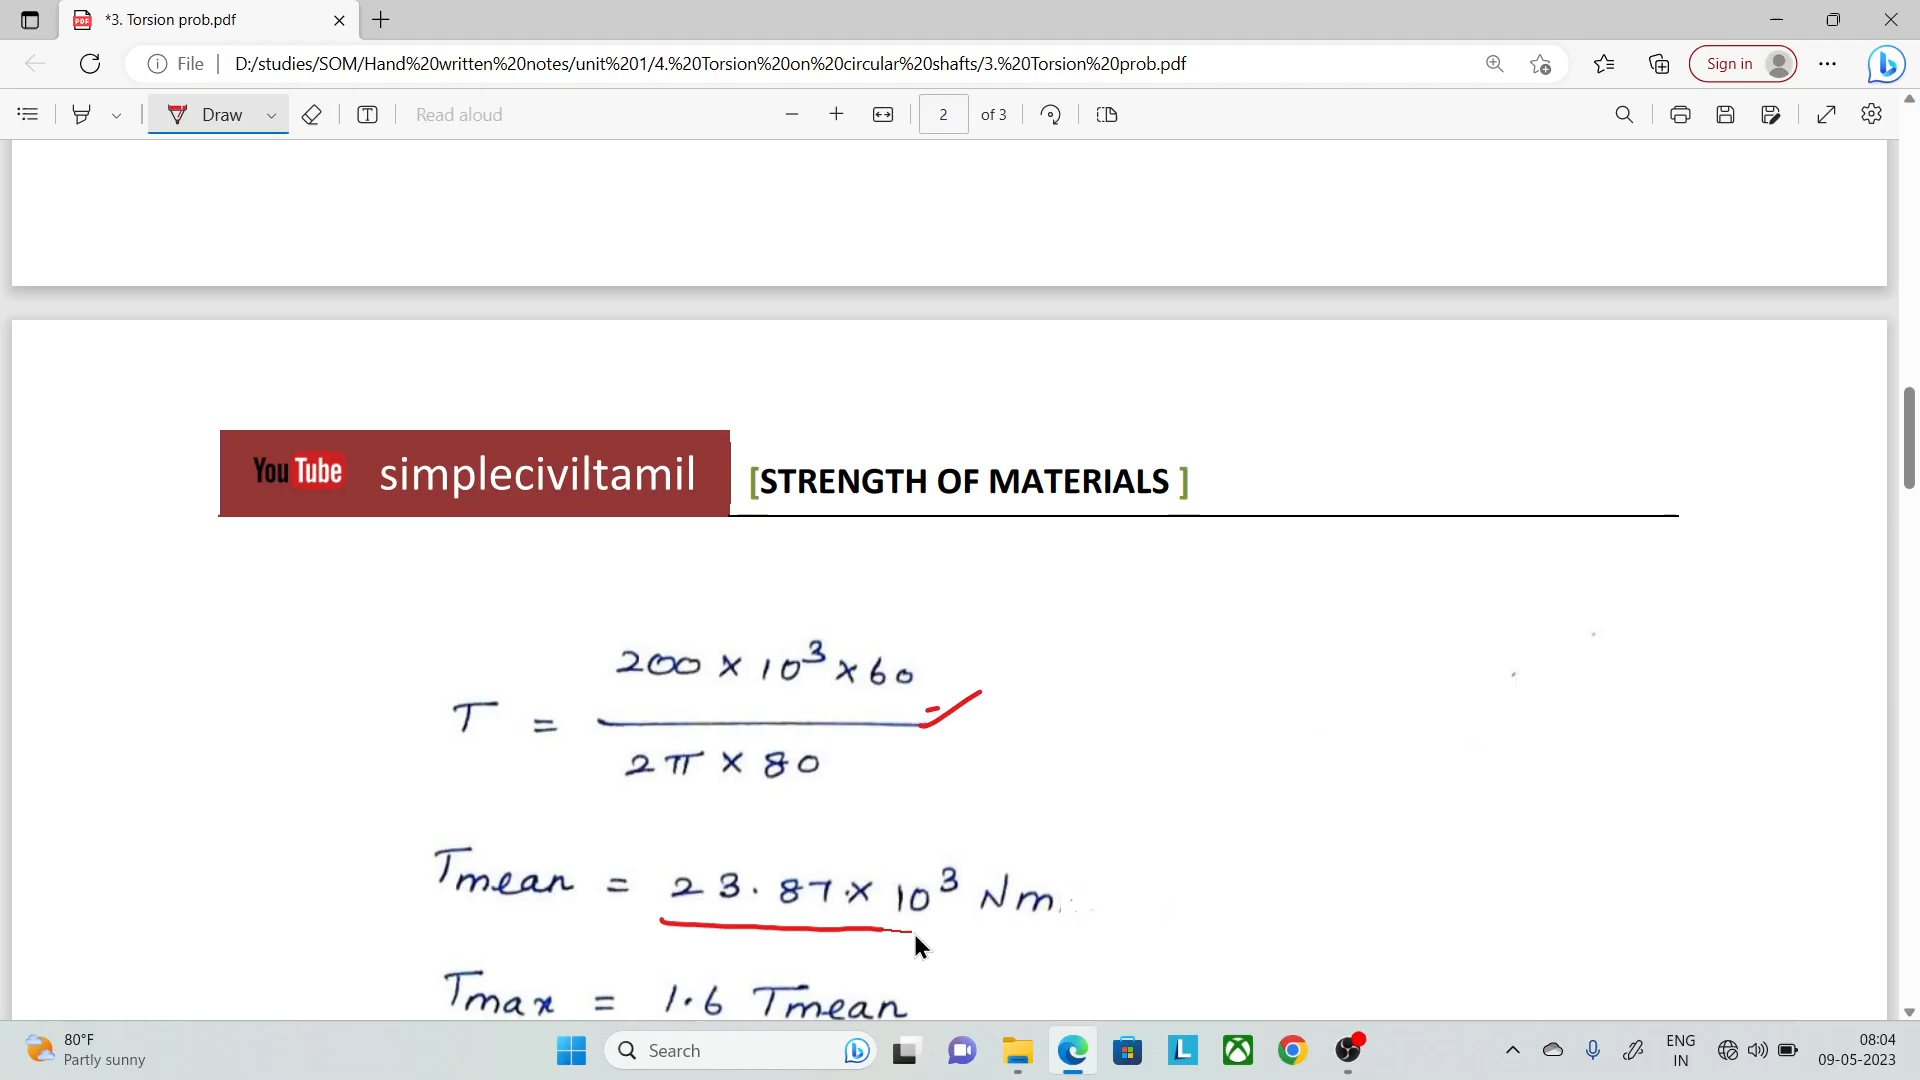 *3. Torsion prob.pdf
File
D:/studies/SOM/Hand%20written%20notes/unit%201/4.%20Torsion%20on%20circular%20shafts/3.%20Torsion%20prob.pdf
Sign in
Draw
Read aloud
2 of 3
YouTube simpleciviltamil [STRENGTH OF MATERIALS ]
200 × 10³ × 60
T = 
2π × 80
Tmean = 23.87 × 10³ Nm
Tmax = 1.6 Tmean
80°F
Partly sunny
Search
ENG
IN
08:04
09-05-2023